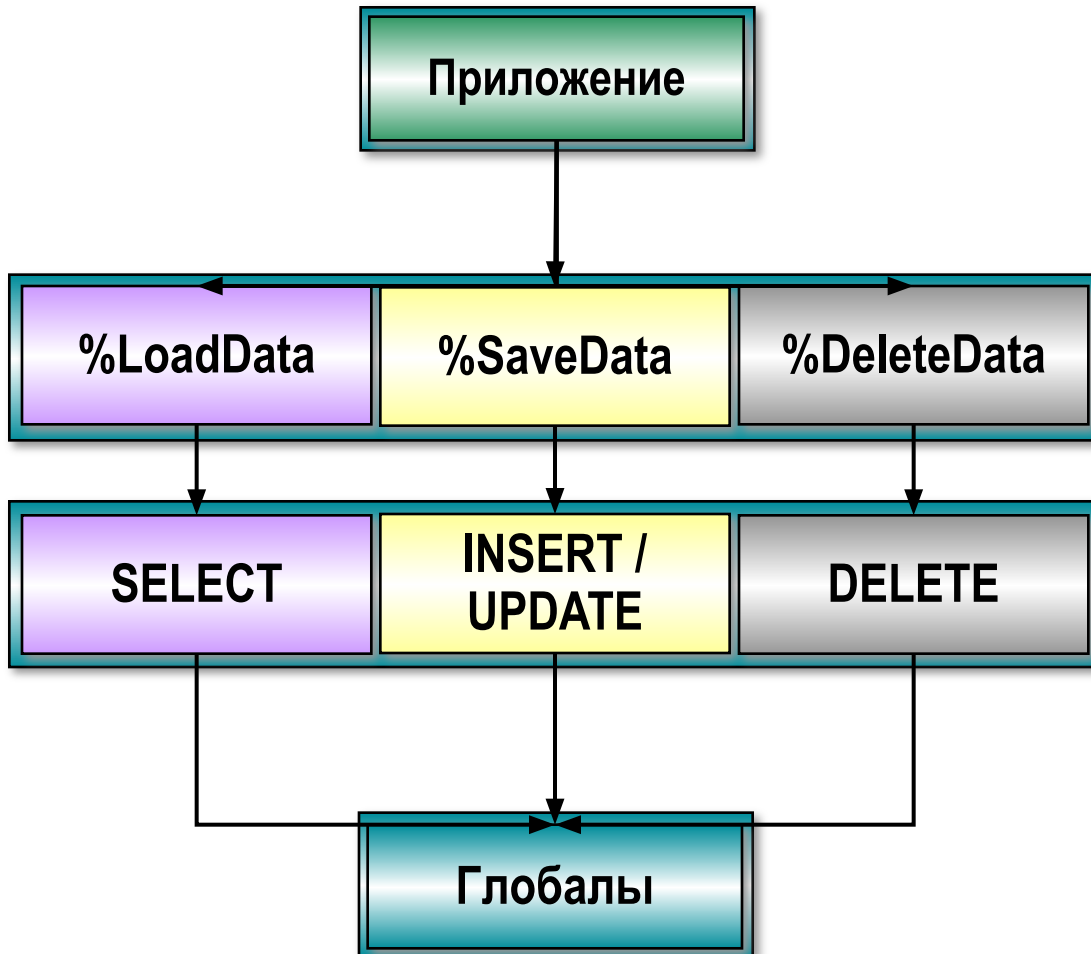 Приложение
%LoadData
%SaveData
%DeleteData
SELECT
INSERT /
UPDATE
DELETE
Глобалы